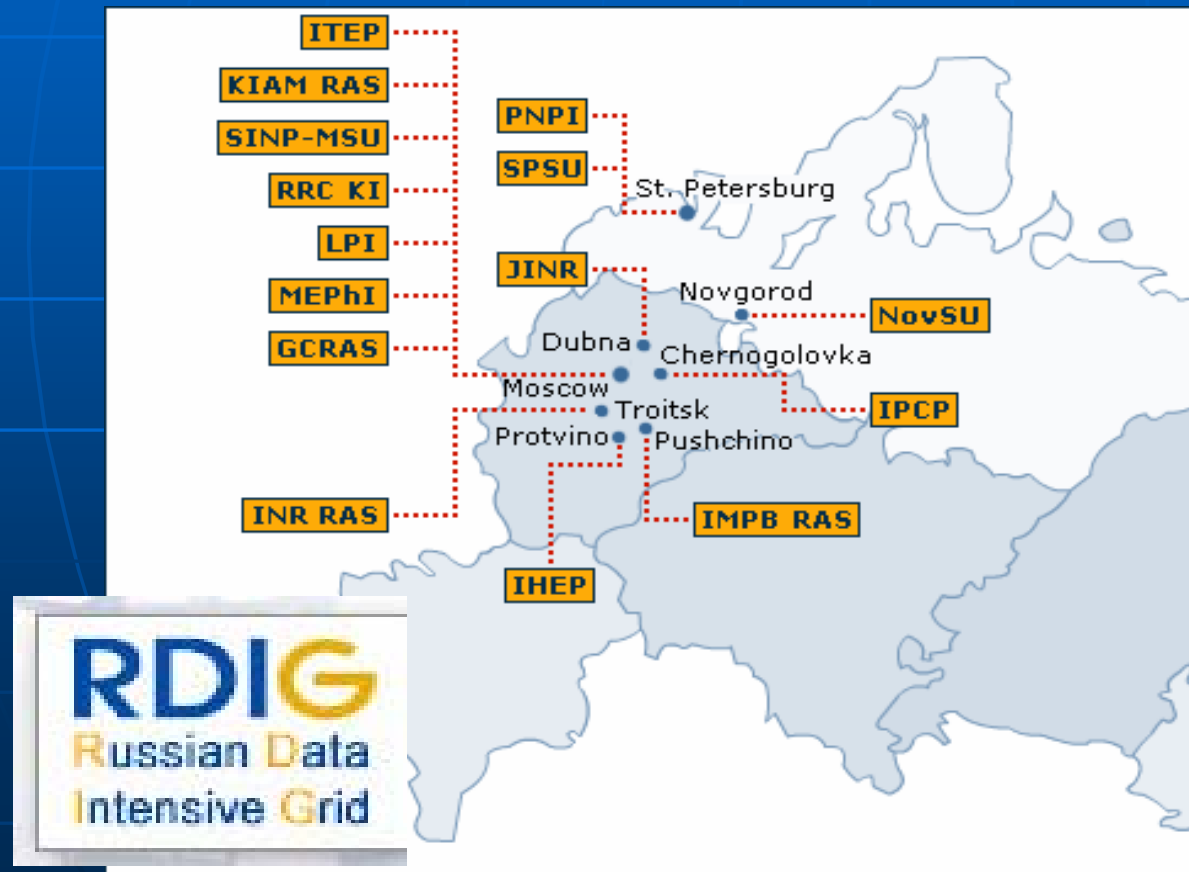 ITEP
KIAM RAS
SINP-MSU
RRC KI
LPI
MEPhI
GCRAS
INR RAS
PNPI
SPSU
St. Petersburg
JINR
Novgorod
NovSU
Dubna
Chernogolovka
Moscow
IPCP
Troitsk
Protvino
Pushchino
IMPB RAS
IHEP
RDIG
Russian Data
Intensive Grid